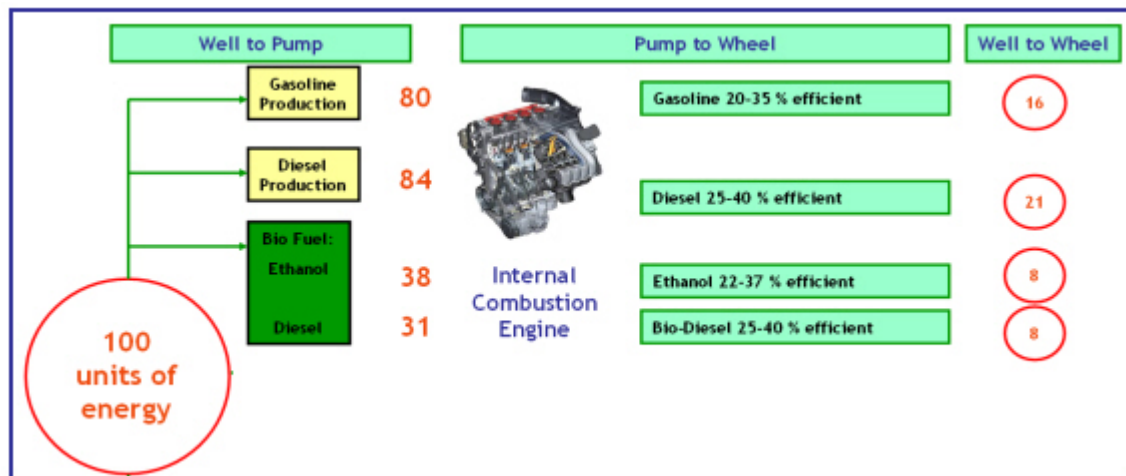 Well to Pump
Pump to Wheel
Well to Wheel
Gasoline
Production
80
Gasoline 20-35 % efficient
16
Diesel
Production
84
Diesel 25-40 % efficient
21
Bio Fuel:
Ethanol
38
Ethanol 22-37 % efficient
8
Diesel
31
Bio-Diesel 25-40 % efficient
8
Internal
Combustion
Engine
100
units of
energy